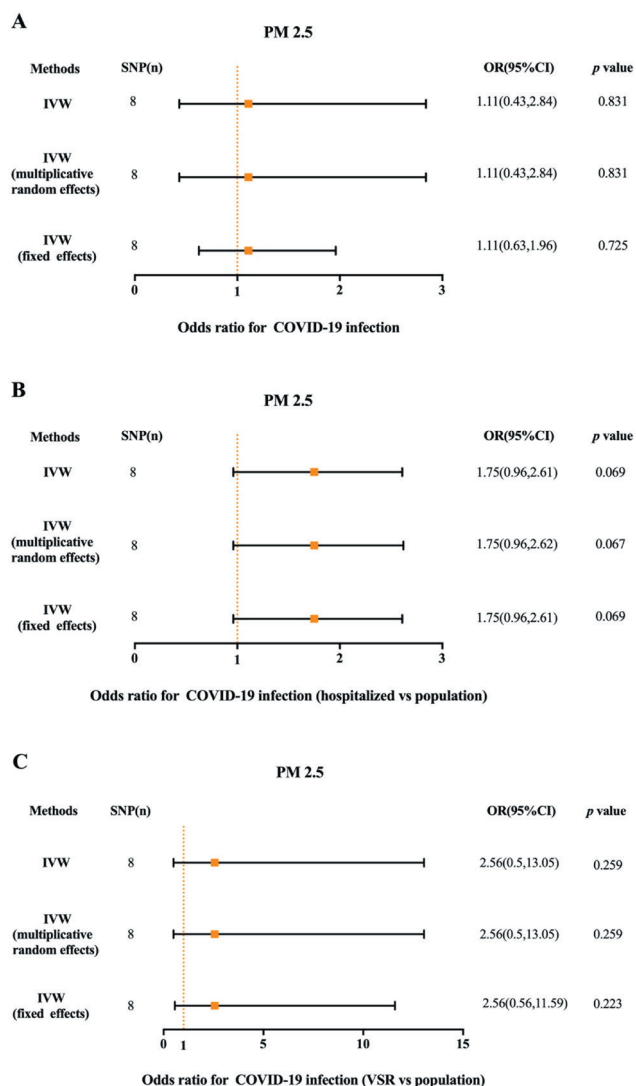 A
PM 2.5
Methods SNP(n) OR(95%CI) p value
IVW 8 1.11(0.43,2.84) 0.831
IVW
(multiplicative
random effects) 8 1.11(0.43,2.84) 0.831
IVW
(fixed effects) 8 1.11(0.63,1.96) 0.725
0 1 2 3
Odds ratio for COVID-19 infection
B
PM 2.5
Methods SNP(n) OR(95%CI) p value
IVW 8 1.75(0.96,2.61) 0.069
IVW
(multiplicative
random effects) 8 1.75(0.96,2.62) 0.067
IVW
(fixed effects) 8 1.75(0.96,2.61) 0.069
0 1 2 3
Odds ratio for COVID-19 infection (hospitalized vs population)
C
PM 2.5
Methods SNP(n) OR(95%CI) p value
IVW 8 2.56(0.5,13.05) 0.259
IVW
(multiplicative
random effects) 8 2.56(0.5,13.05) 0.259
IVW
(fixed effects) 8 2.56(0.56,11.59) 0.223
0 1 5 10 15
Odds ratio for COVID-19 infection (VSR vs population)